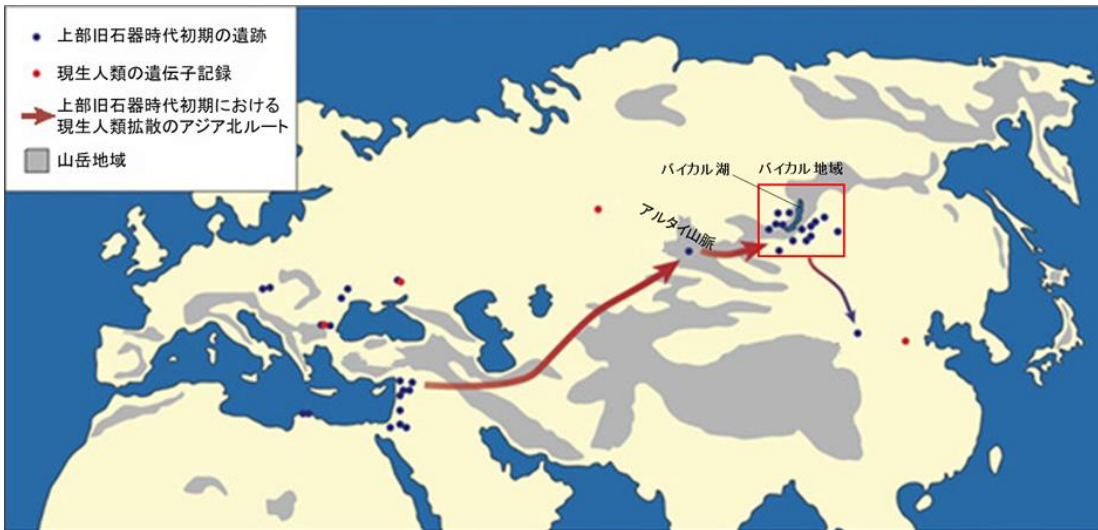 上部旧石器時代初期の遺跡
現生人類の遺伝子記録
上部旧石器時代初期における
現生人類拡散のアジア北ルート
山岳地域
バイカル湖
バイカル地域
アルタイ山脈